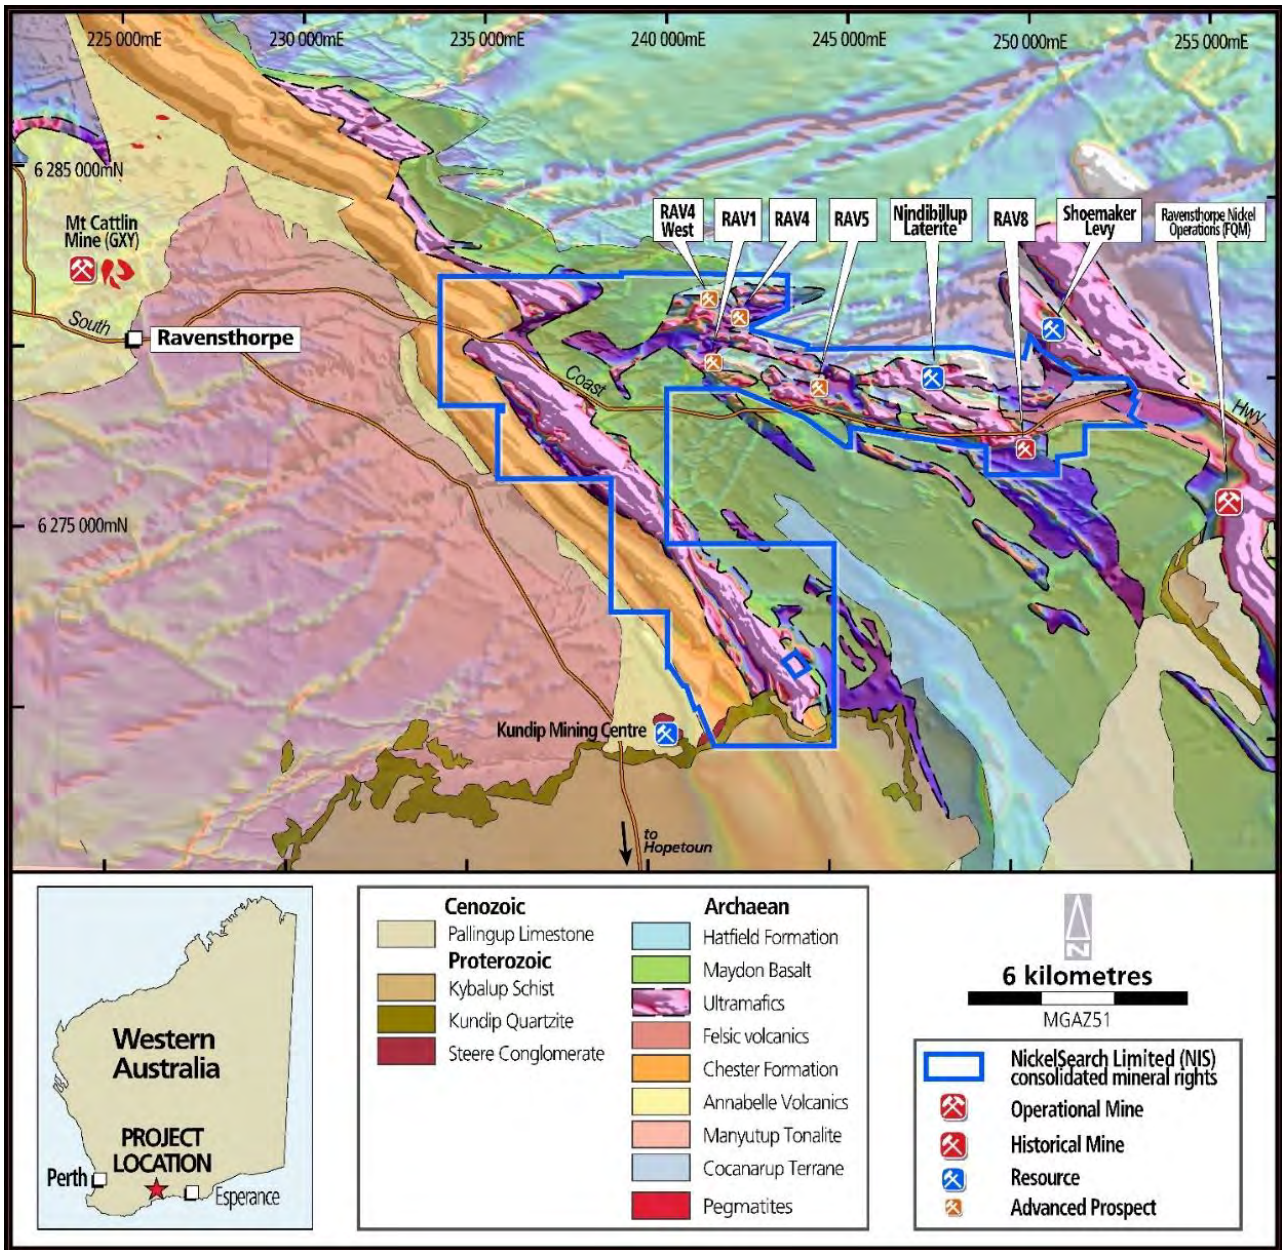 225 000mE
230 000mE
235 000mE
240 000mE
245 000mE
250 000mE
255 000mE
6 285 000mN
Mt Cattlin
Mine (GXY)
RAV4
West
RAV1
RAV4
RAV5
Nindibillup
Laterite
RAV8
Shoemaker
Levy
Ravensthorpe Nickel
Operations (FQM)
South
Ravensthorpe
Coast
Hwy
6 275 000mN
Kundip Mining Centre
to
Hopetoun
Western
Australia
PROJECT
LOCATION
Perth
Esperance
Cenozoic
Pallingup Limestone
Proterozoic
Kybalup Schist
Kundip Quartzite
Steere Conglomerate
Archaean
Hatfield Formation
Maydon Basalt
Ultramafics
Felsic volcanics
Chester Formation
Annabelle Volcanics
Manyutup Tonalite
Cocanarup Terrane
Pegmatites
N
6 kilometres
MGAZ51
NickelSearch Limited (NIS)
consolidated mineral rights
Operational Mine
Historical Mine
Resource
Advanced Prospect